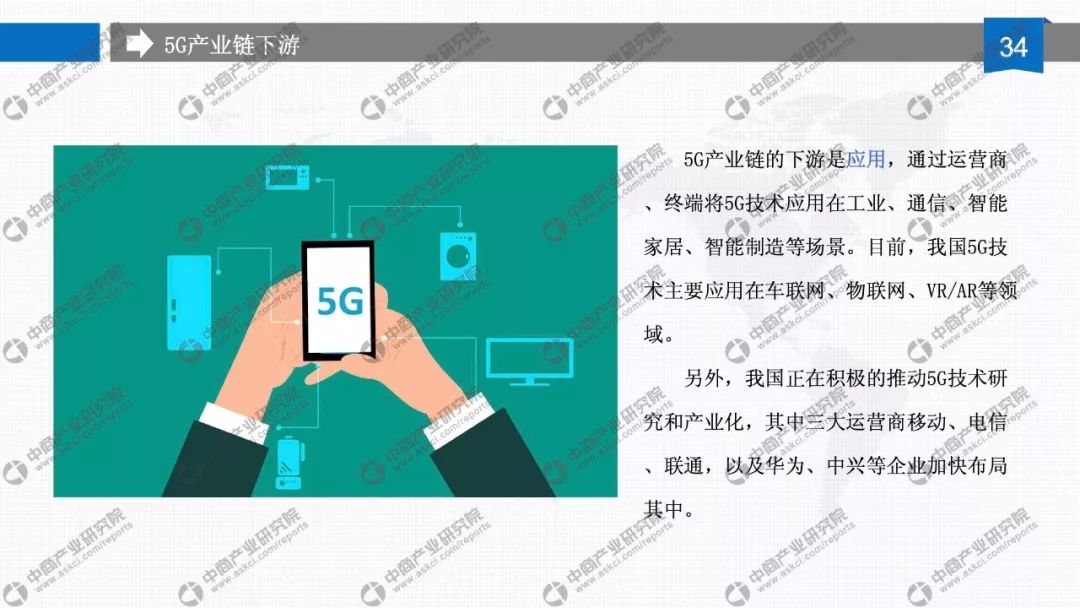 5G产业链下游
34
5G
5G产业链的下游是应用，通过运营商
、终端将5G技术应用在工业、通信、智能
家居、智能制造等场景。目前，我国5G技
术主要应用在车联网、物联网、VR/AR等领
域。
另外，我国正在积极的推动5G技术研
究和产业化，其中三大运营商移动、电信
、联通，以及华为、中兴等企业加快布局
其中。
中商产业研究院
www.askci.com/reports